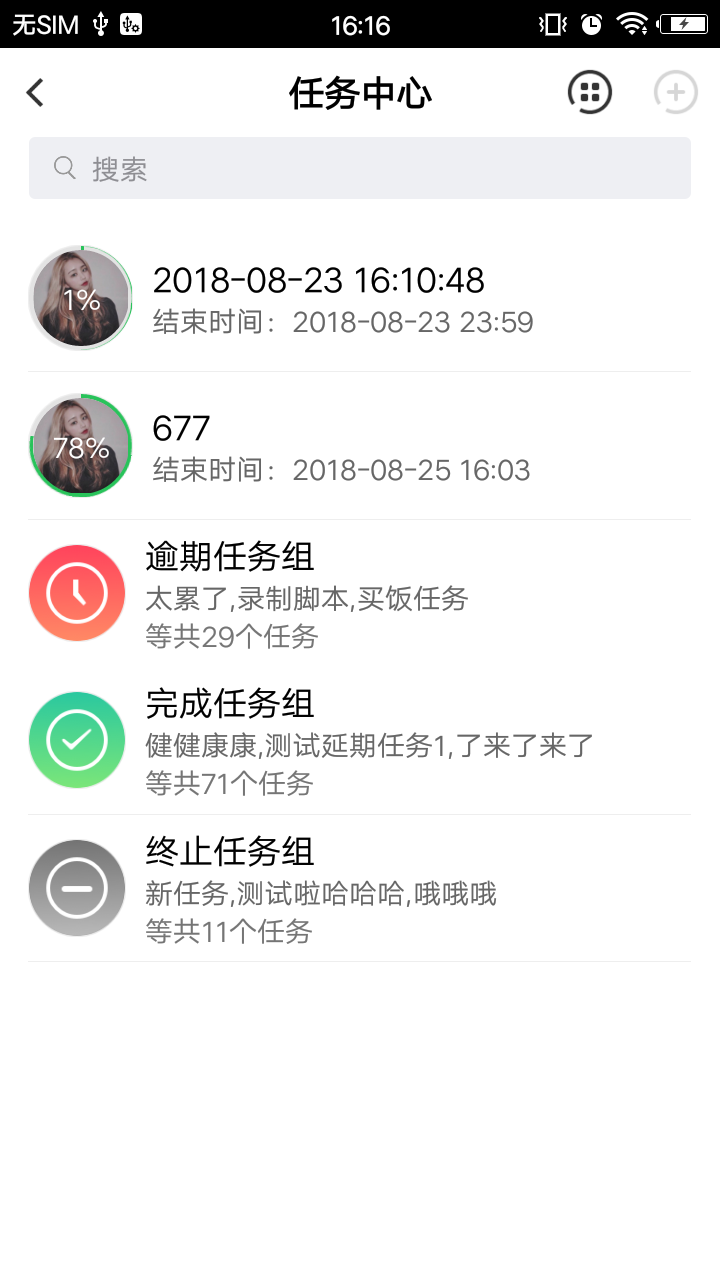 无SIM 16:16
任务中心
搜索
1%
2018-08-23 16:10:48
结束时间：2018-08-23 23:59
78%
677
结束时间：2018-08-25 16:03
逾期任务组
太累了,录制脚本,买饭任务
等共29个任务
完成任务组
健健康康,测试延期任务1,了来了来了
等共71个任务
终止任务组
新任务,测试啦哈哈哈,哦哦哦
等共11个任务